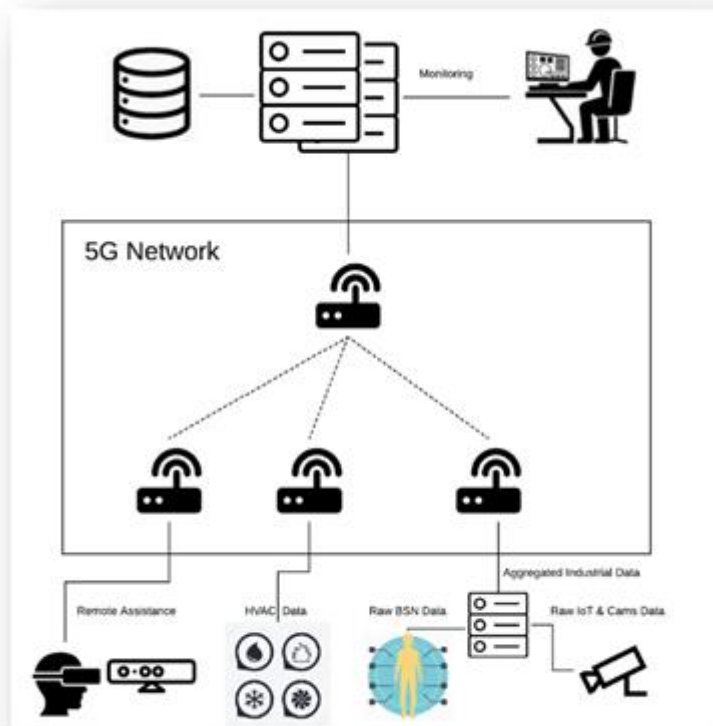 Monitoring
5G Network
Aggregated Industrial Data
Remote Assistance
HVAC Data
Raw BSN Data
Raw IoT & Cams Data